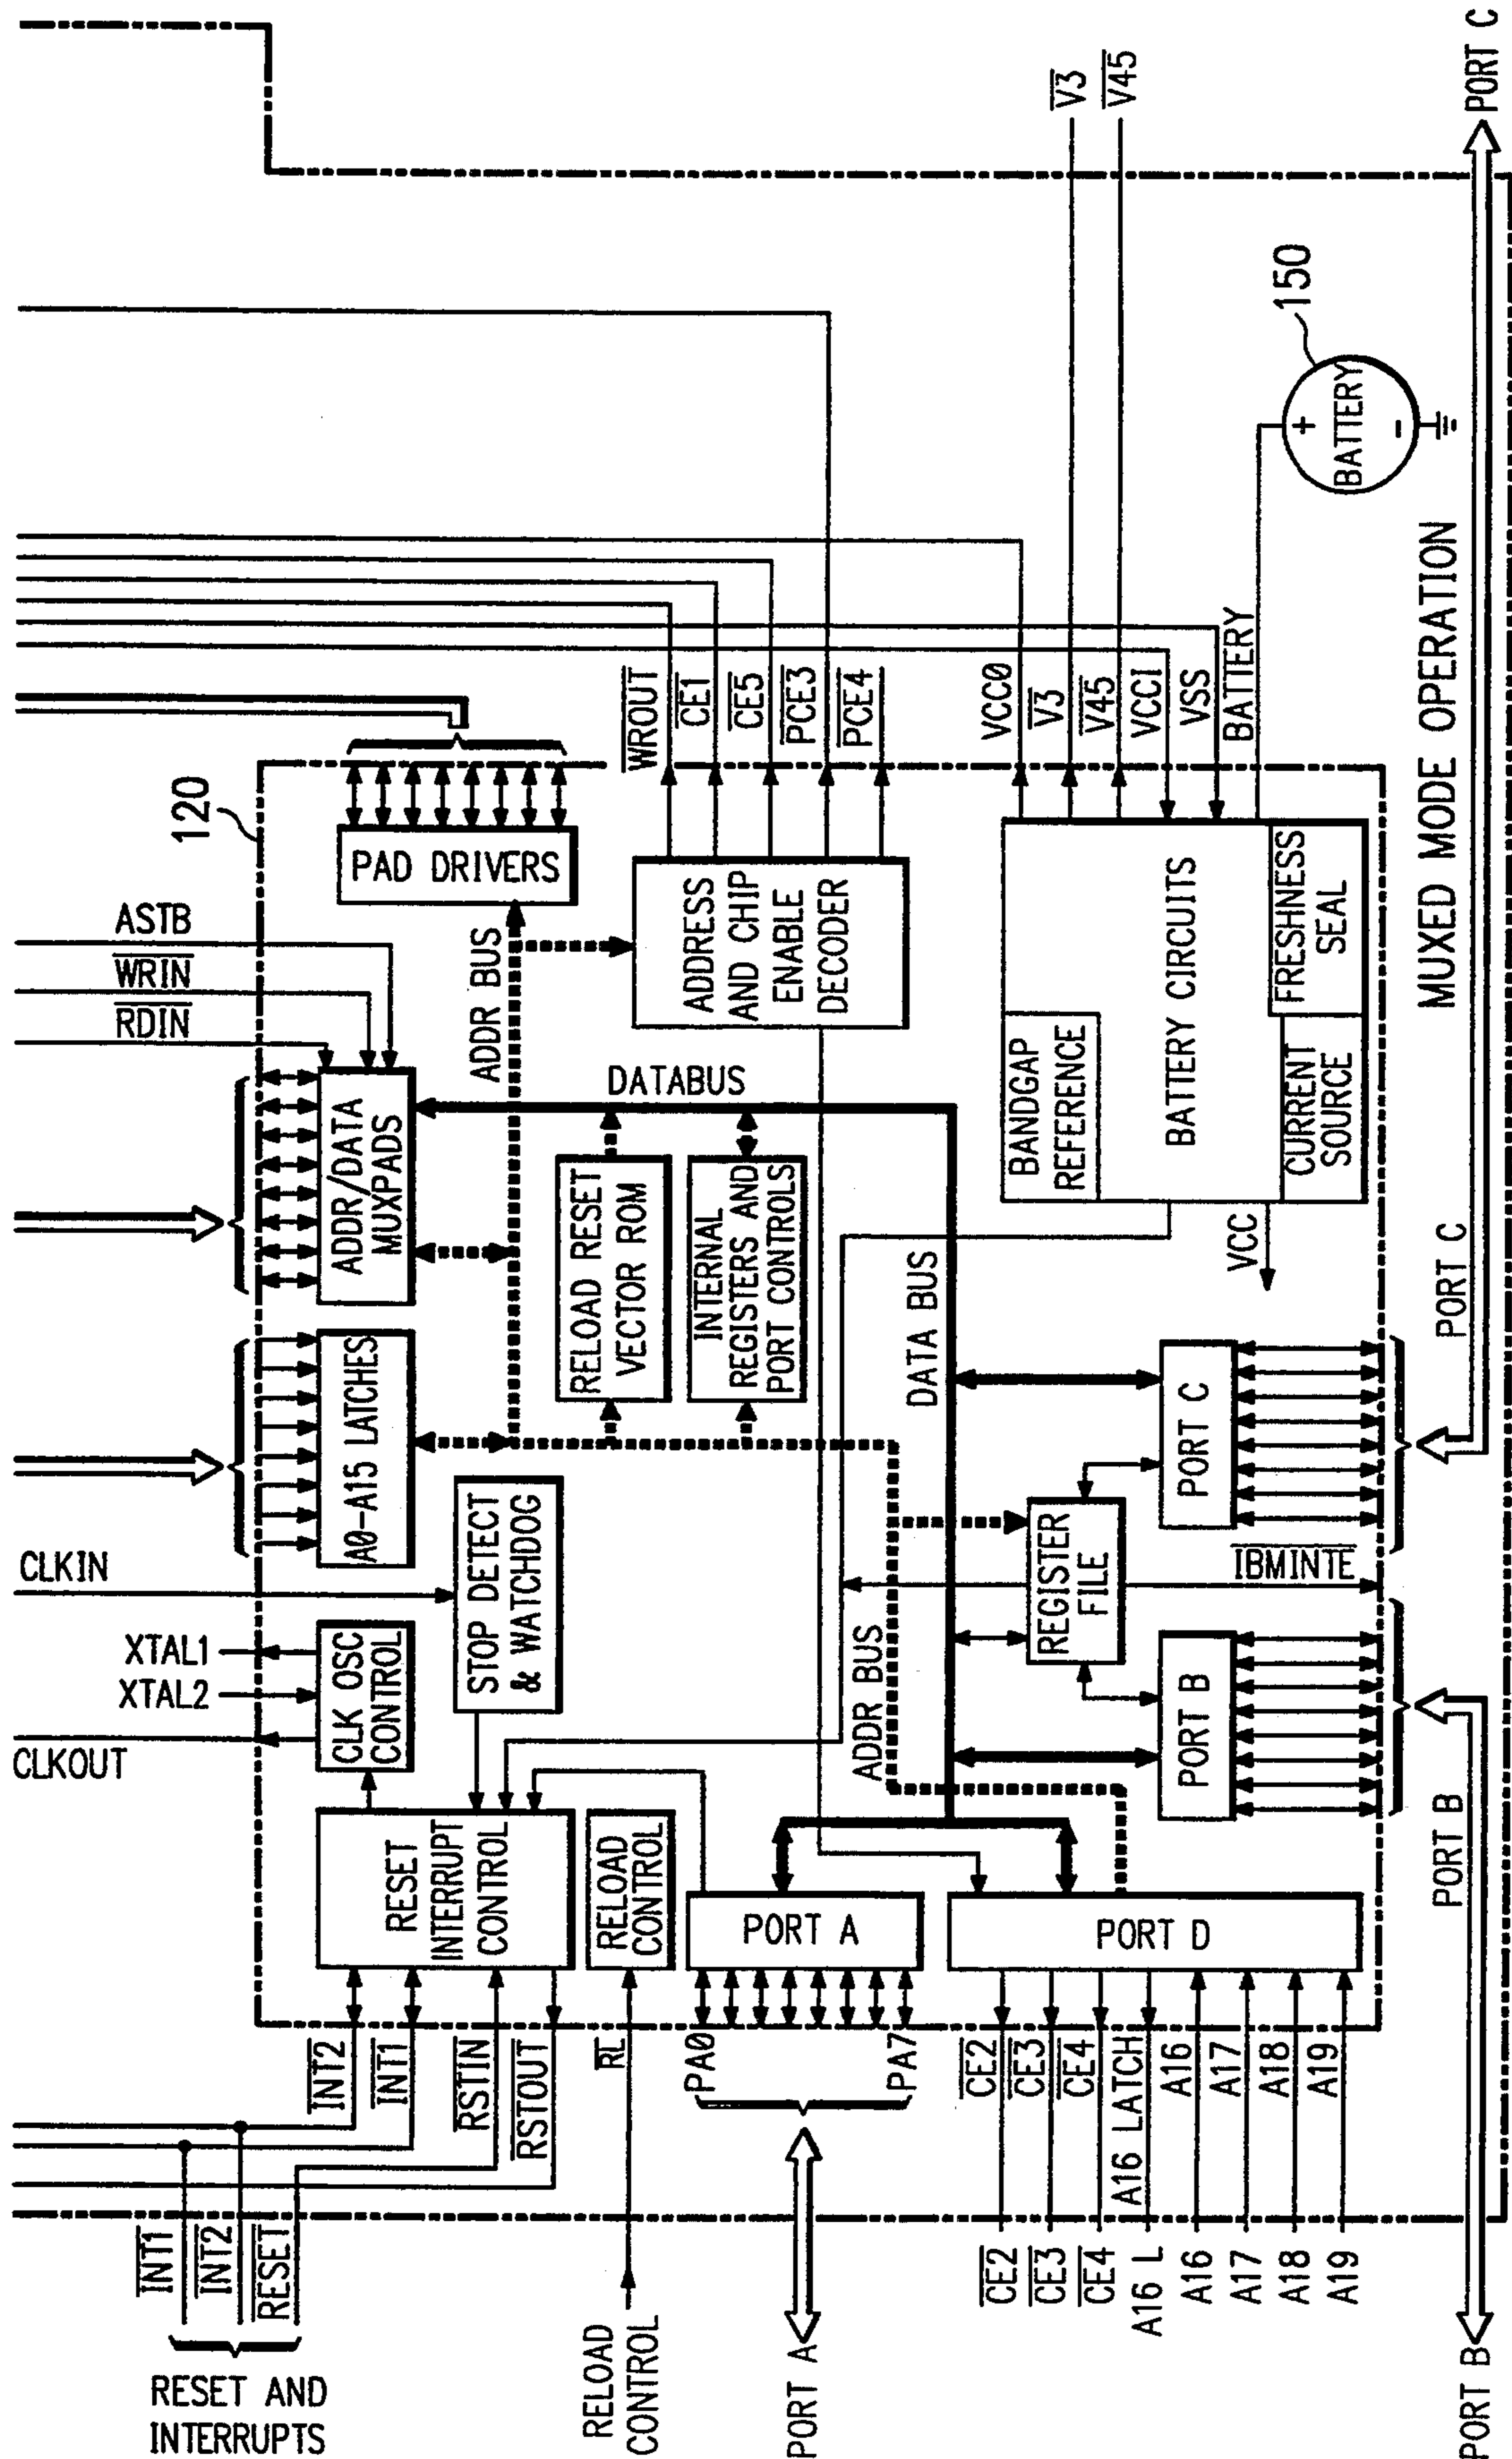 RESET AND
INTERRUPTS
INT1
INT2
RESET
RELOAD
CONTROL
PORT A
CE2
CE3
CE4
A16 L
A16
A17
A18
A19
PORT B
INT2
INT1
RSTIN
RSTOUT
RL
PA0
PA7
CE2
CE3
CE4
A16 LATCH
A16
A17
A18
A19
CLKOUT
XTAL2
XTAL1
CLKIN
RDIN
WRIN
ASTB
120
RESET
INTERRUPT
CONTROL
RELOAD
CONTROL
PORT A
PORT D
CLK OSC
CONTROL
STOP DETECT
& WATCHDOG
A0-A15 LATCHES
ADDR/DATA
MUXPADS
PAD DRIVERS
ADDR BUS
DATABUS
RELOAD RESET
VECTOR ROM
INTERNAL
REGISTERS AND
PORT CONTROLS
ADDRESS
AND CHIP
ENABLE
DECODER
WROUT
CE1
CE5
PCE3
PCE4
ADDR BUS
DATA BUS
REGISTER
FILE
PORT B
PORT C
IBMINTE
VCC
BANDGAP
REFERENCE
BATTERY CIRCUITS
CURRENT
SOURCE
FRESHNESS
SEAL
VCC0
V3
V45
VCCI
VSS
BATTERY
V3
V45
BATTERY
+
-
150
PORT B
PORT C
MUXED MODE OPERATION
PORT C